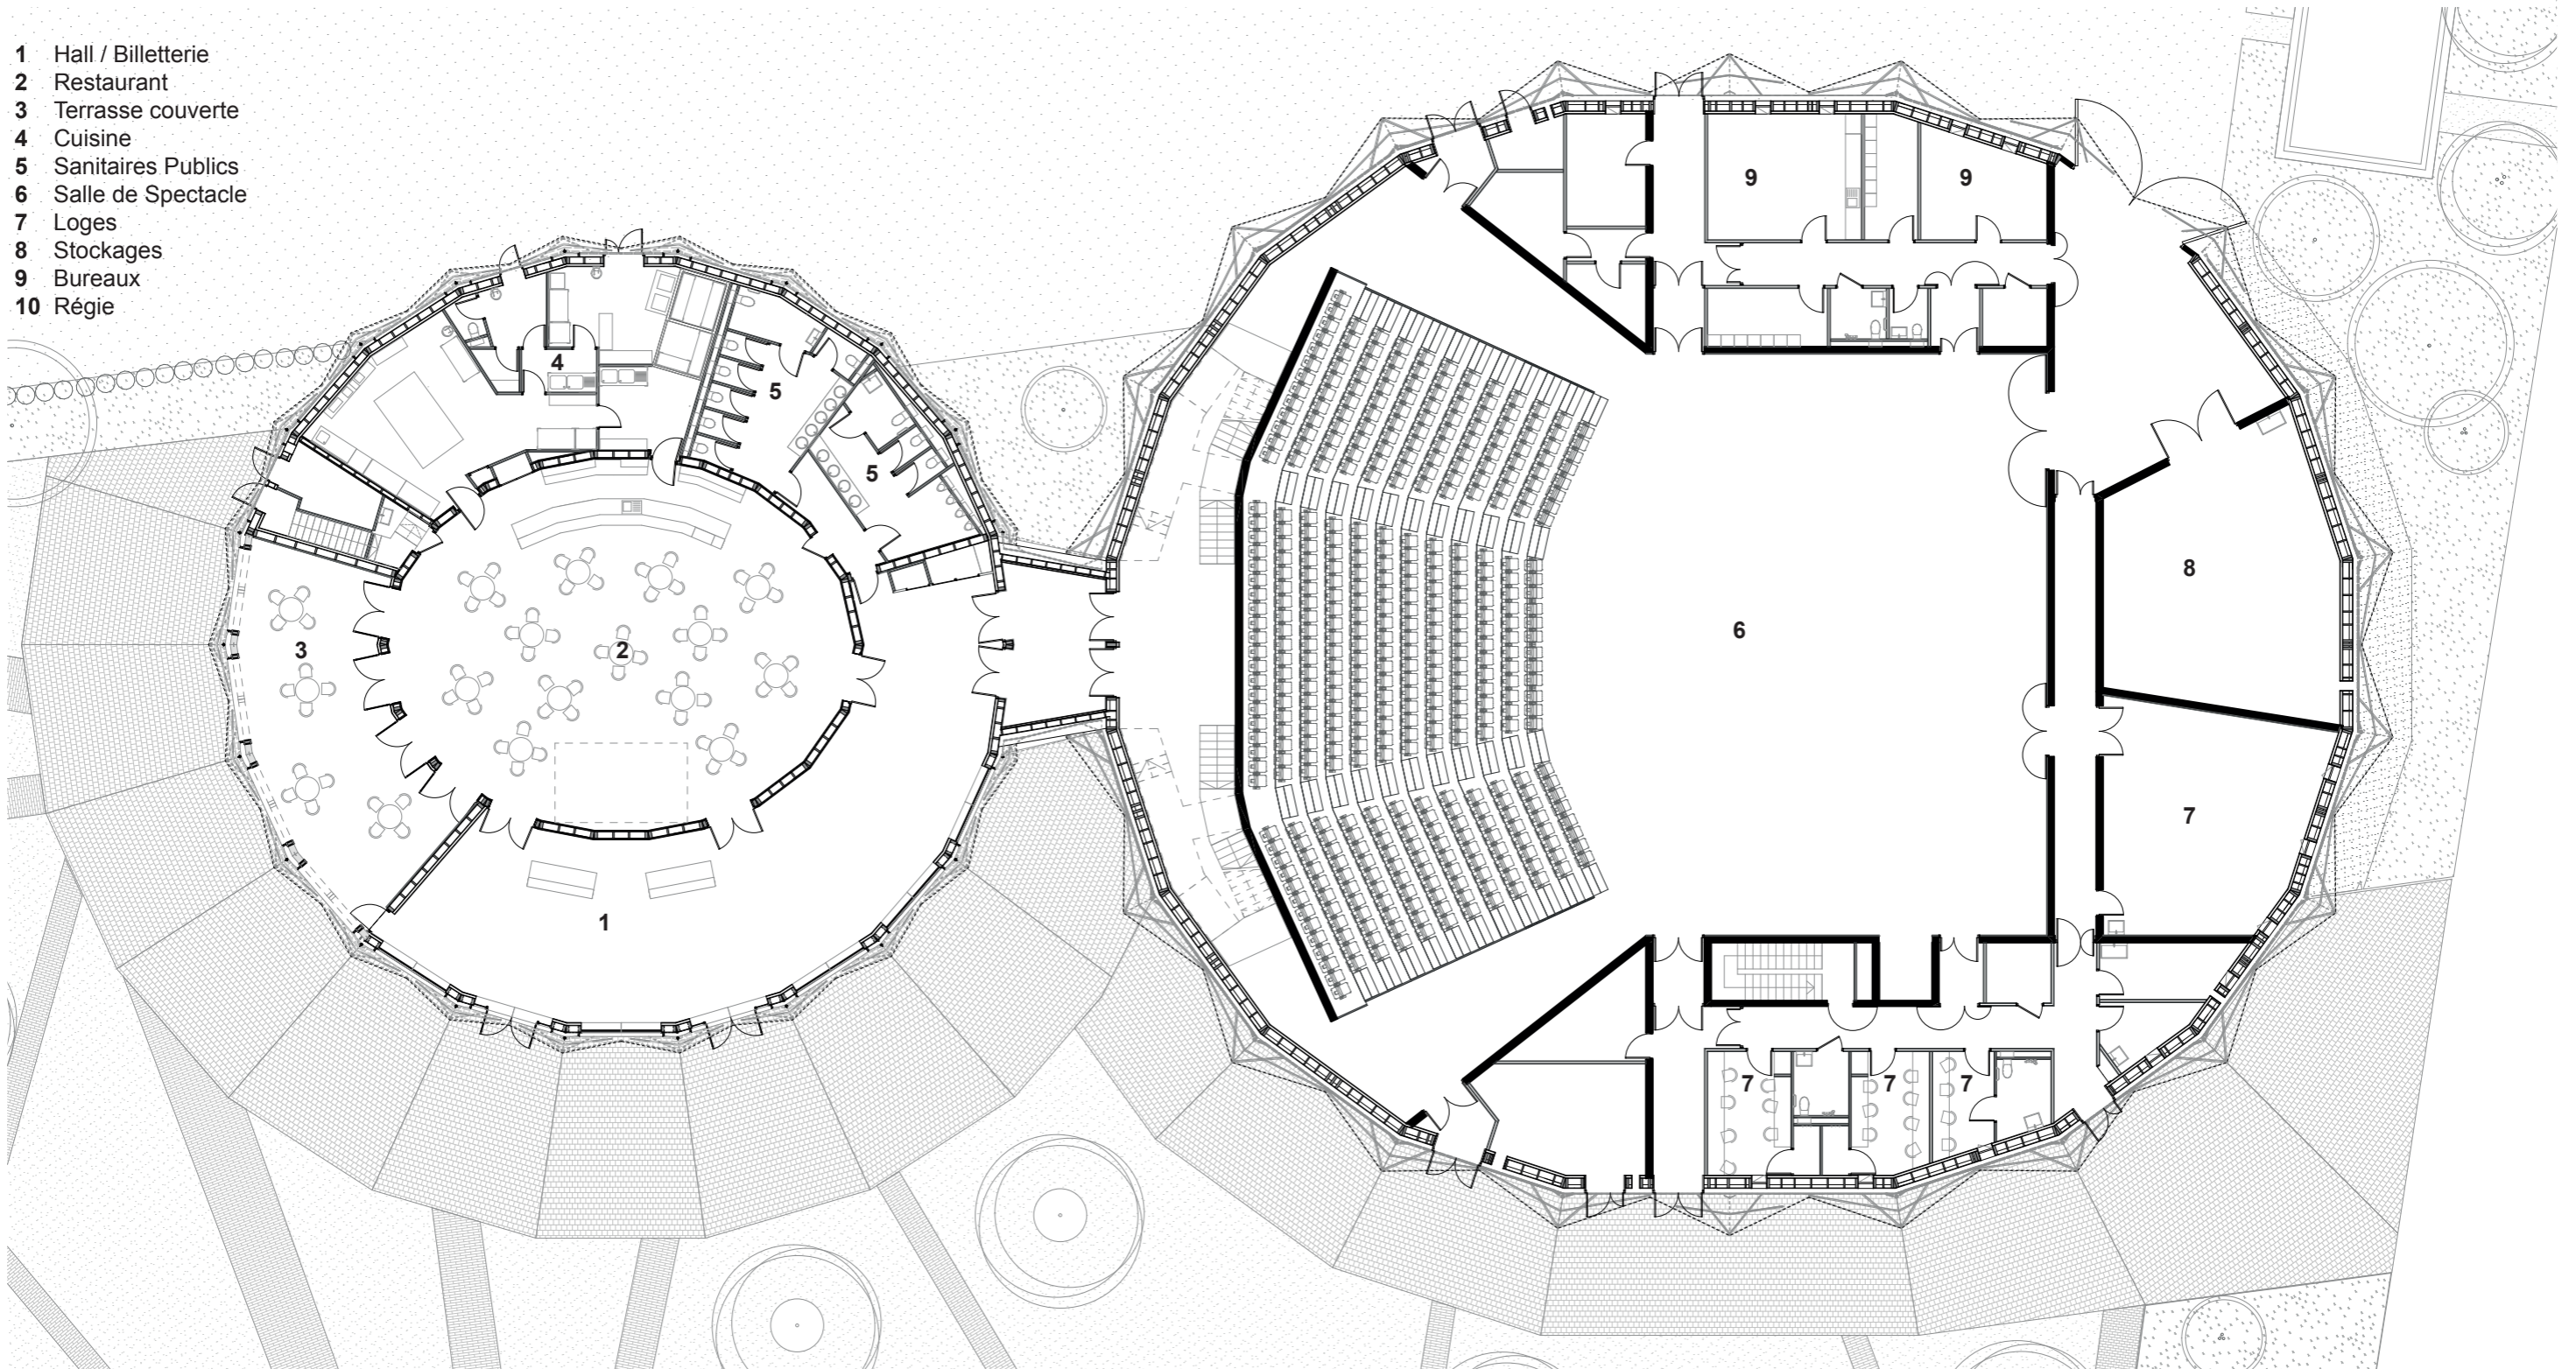 1 Hall / Billetterie
2 Restaurant
3 Terrasse couverte
4 Cuisine
5 Sanitaires Publics
6 Salle de Spectacle
7 Loges
8 Stockages
9 Bureaux
10 Régie
9
9
4
5
5
8
6
3
2
7
1
7
7
7